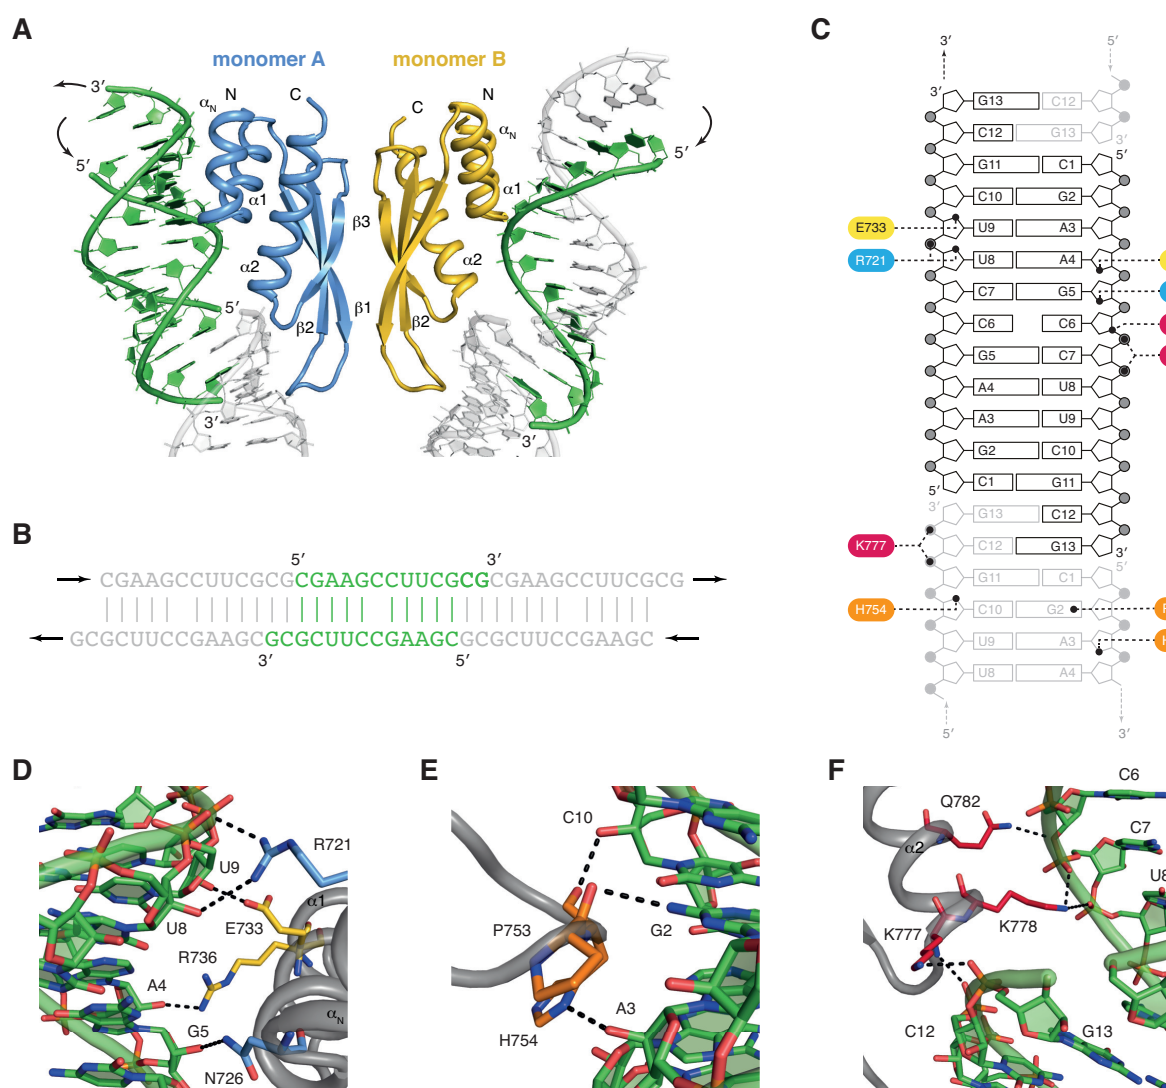 A
monomer A
monomer B
3′
αN
N
C
C
N
αN
5′
5′
α1
α1
β3
α2
α2
5′
β2
β1
β2
3′
3′
B
5′
3′
CGAAGCCUUCGCGCGAAGCCUUCGCGCGAAGCCUUCGCG
GCGCUUCCGAAGCGCGCUUCCGAAGCGCGCUUCCGAAGC
3′
5′
C
3′
5′
3′
G13
C12
C12
G13
3′
G11
C1
5′
C10
G2
E733
U9
A3
R721
U8
A4
C7
G5
C6
C6
G5
C7
A4
U8
A3
U9
G2
C10
C1
G11
5′
3′
G13
C12
K777
C12
G13
3′
5′
G11
C1
H754
C10
G2
U9
A3
U8
A4
5′
3′
D
R721
U9
α1
U8
E733
R736
A4
αN
G5
N726
E
C10
P753
G2
A3
H754
F
C6
Q782
C7
α2
U8
K777
K778
C12
G13